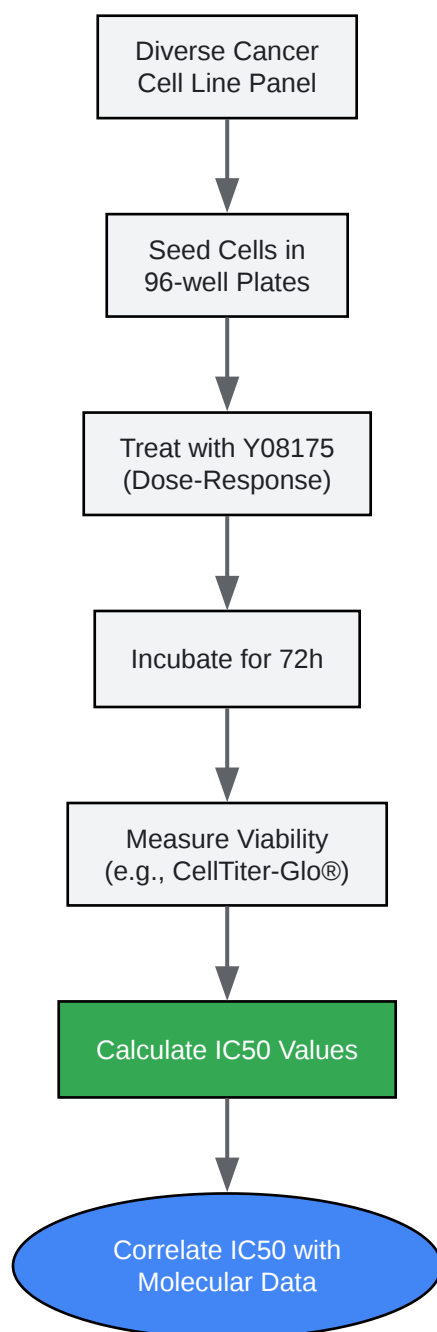 Diverse Cancer
Cell Line Panel
Seed Cells in
96-well Plates
Treat with Y08175
(Dose-Response)
Incubate for 72h
Measure Viability
(e.g., CellTiter-Glo®)
Calculate IC50 Values
Correlate IC50 with
Molecular Data